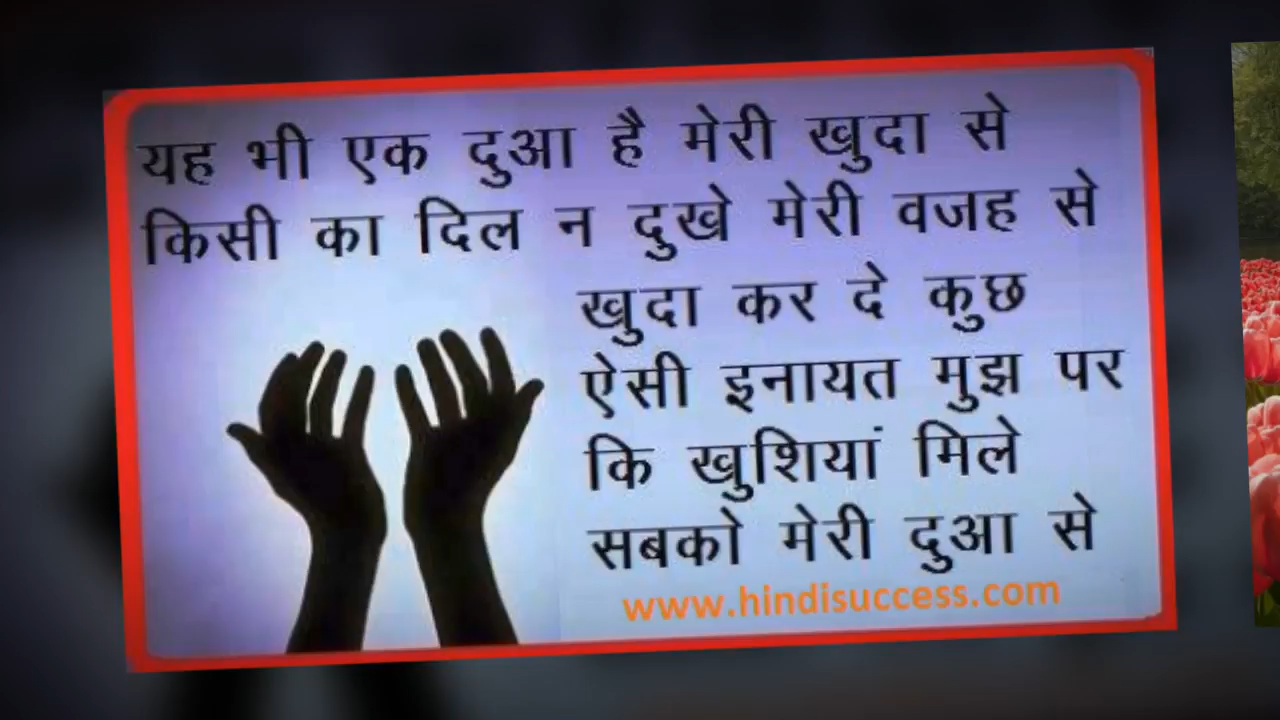 यह भी एक दुआ है मेरी खुदा से
किसी का दिल न दुखे मेरी वजह से
खुदा कर दे कुछ
ऐसी इनायत मुझ पर
कि खुशियां मिले
सबको मेरी दुआ से
www.hindisuccess.com